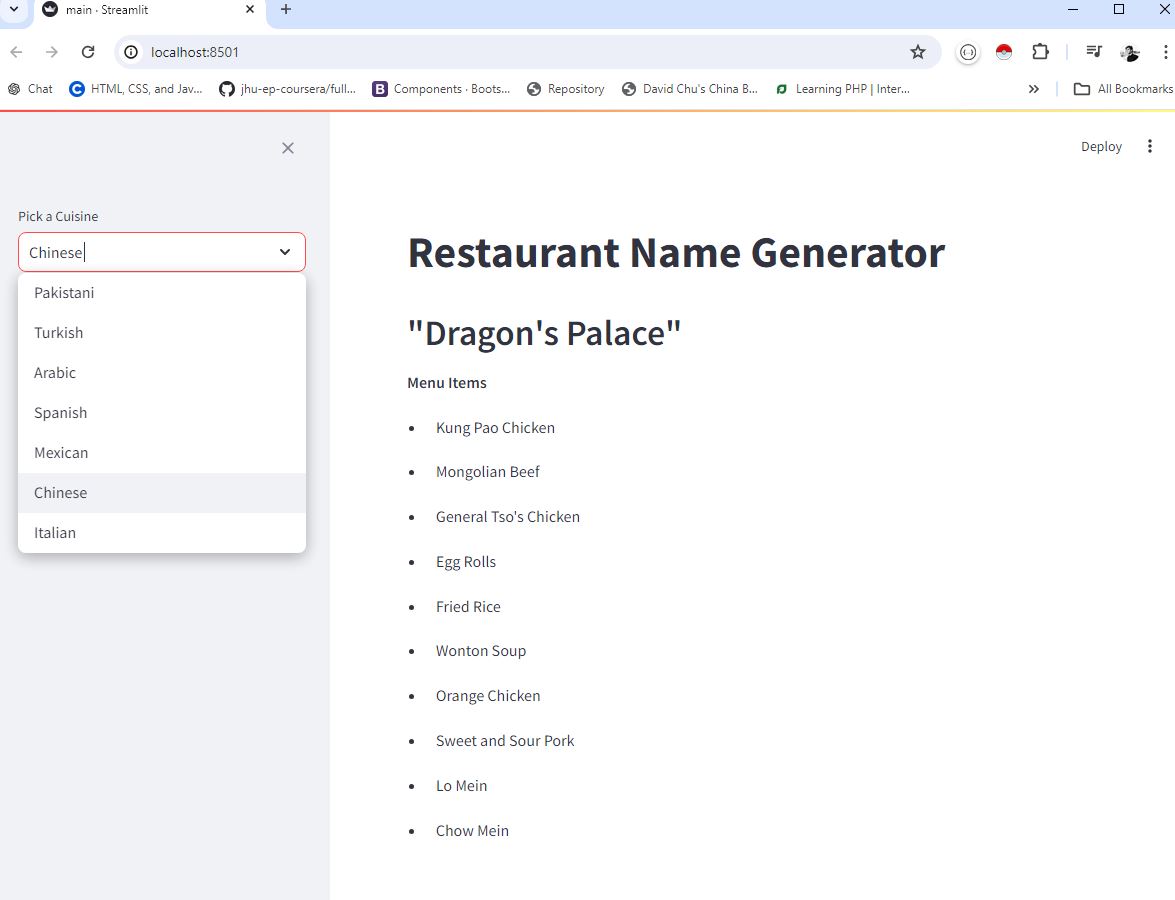 main · Streamlit
localhost:8501
Chat
HTML, CSS, and Jav...
jhu-ep-coursera/full...
Components · Boots...
Repository
David Chu's China B...
Learning PHP | Inter...
All Bookmarks
Deploy
Pick a Cuisine
Chinese
Pakistani
Turkish
Arabic
Spanish
Mexican
Chinese
Italian
Restaurant Name Generator
"Dragon's Palace"
Menu Items
Kung Pao Chicken
Mongolian Beef
General Tso's Chicken
Egg Rolls
Fried Rice
Wonton Soup
Orange Chicken
Sweet and Sour Pork
Lo Mein
Chow Mein